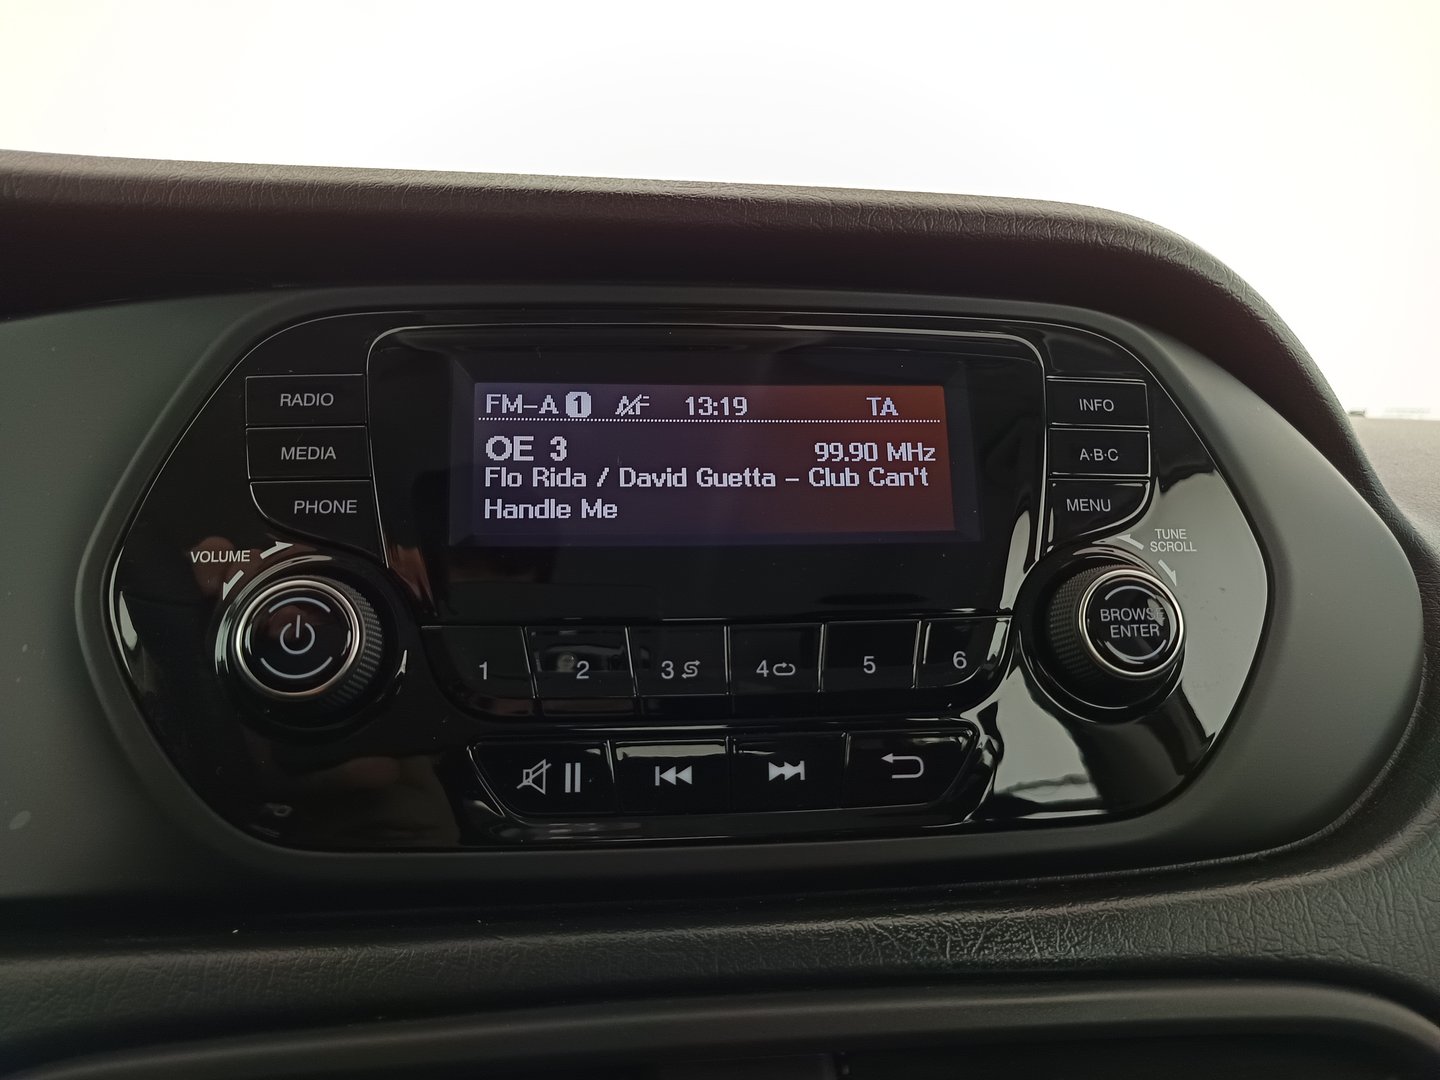 RADIO
MEDIA
PHONE
VOLUME
FM-A 1 AF 13:19 TA
OE 3 99.90 MHz
Flo Rida / David Guetta - Club Can't
Handle Me
INFO
A·B·C
MENU
TUNE
SCROLL
BROWSE
ENTER
1 2 3 4 5 6